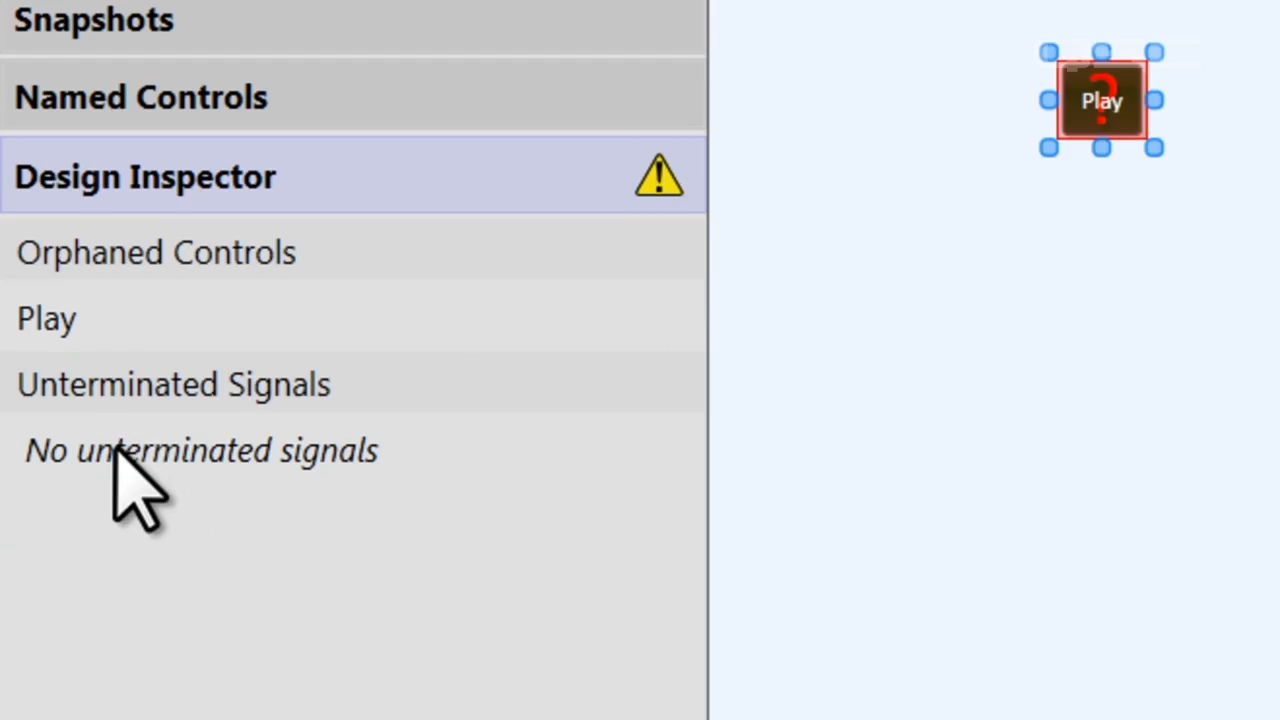 Snapshots
Named Controls
Design Inspector
Orphaned Controls
Play
Unterminated Signals
No unterminated signals
?
Play